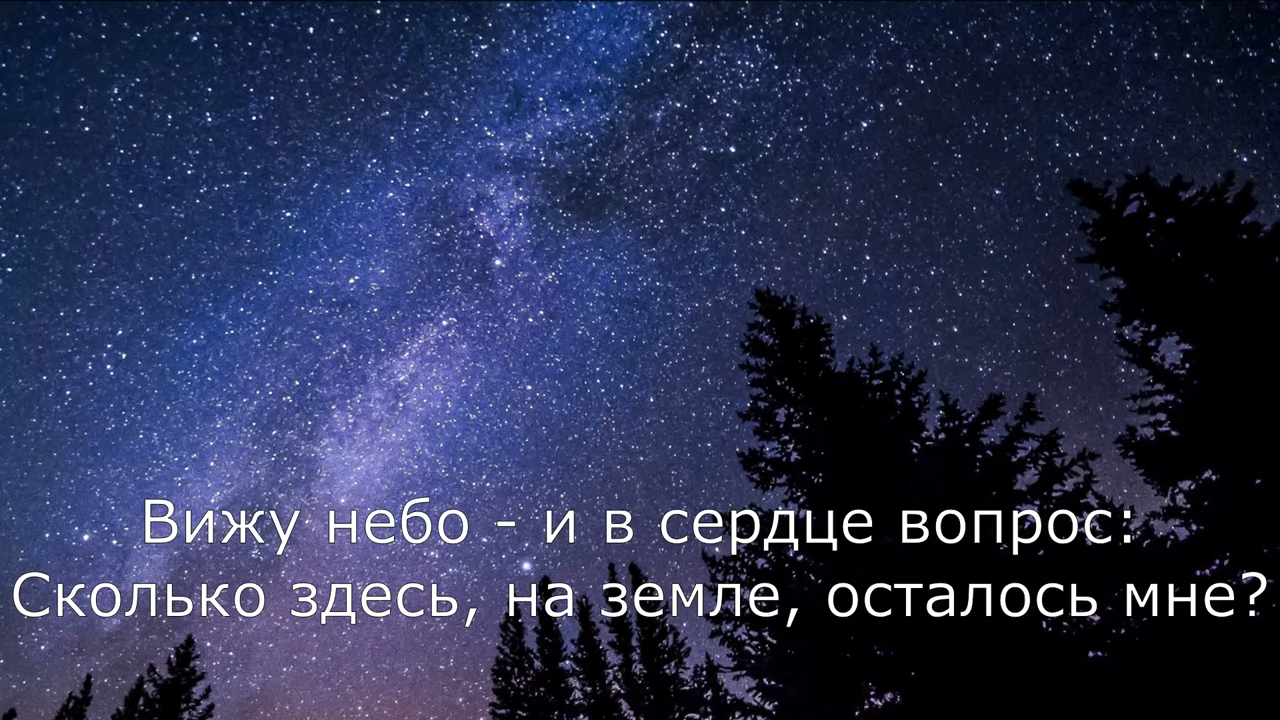 Вижу небо - и в сердце вопрос:
Сколько здесь, на земле, осталось мне?